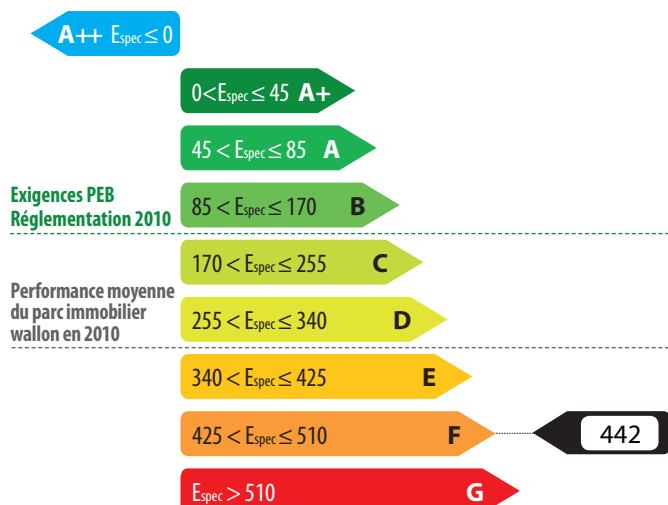 A++ Espec ≤ 0
0<Espec ≤ 45 A+
45 < Espec ≤ 85 A
Exigences PEB
Réglementation 2010
85 < Espec ≤ 170 B
170 < Espec ≤ 255 C
Performance moyenne
du parc immobilier
wallon en 2010
255 < Espec ≤ 340 D
340 < Espec ≤ 425 E
425 < Espec ≤ 510 F
442
Espec > 510 G